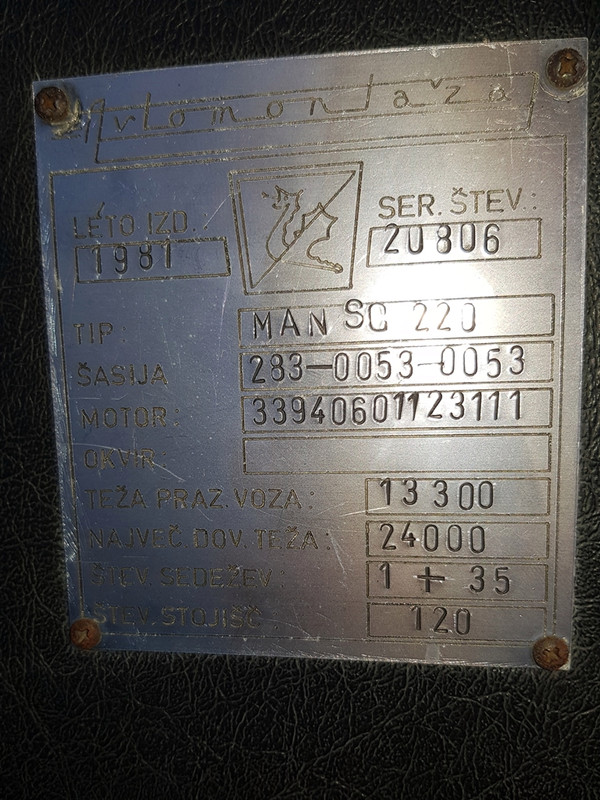 Avtomontaža
LETO IZD.: SER. ŠTEV.:
1981 20806
TIP: MAN SG 220
ŠASIJA 283-0053-0053
MOTOR: 33940601123111
OKVIR:
TEŽA PRAZ. VOZA: 13300
NAJVEČ. DOV. TEŽA: 24000
ŠTEV. SEDEŽEV.: 1 + 35
ŠTEV. STOJIŠČ 120